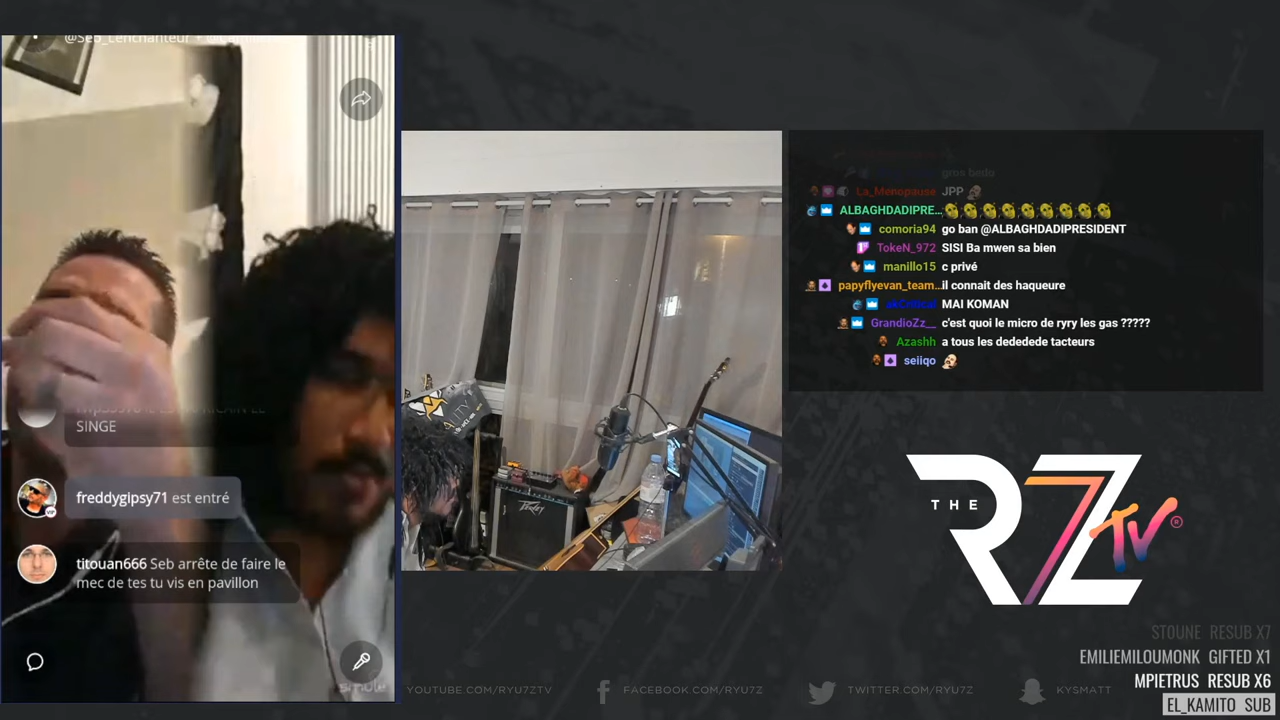 @Seb_Lenchanteur
SINGE
freddygipsy71 est entré
titouan666 Seb arrête de faire le
mec de tes tu vis en pavillon
Peavey
gros bedo
La_Menopause JPP
ALBAGHDADIPRE...
comoria94 go ban @ALBAGHDADIPRESIDENT
TokeN_972 SISI Ba mwen sa bien
manillo15 c privé
papyflyevan_team... il connait des haqueure
MAI KOMAN
GrandioZz__ c'est quoi le micro de ryry les gas ?????
Azashh a tous les dededede tacteurs
seiiqo
THE RZ TV ®
STOUNE RESUB X7
EMILIEMILOUMONK GIFTED X1
MPIETRUS RESUB X6
EL_KAMITO SUB
YOUTUBE.COM/RYU7ZTV
FACEBOOK.COM/RYU7Z
TWITTER.COM/RYU7Z
KYSMATT